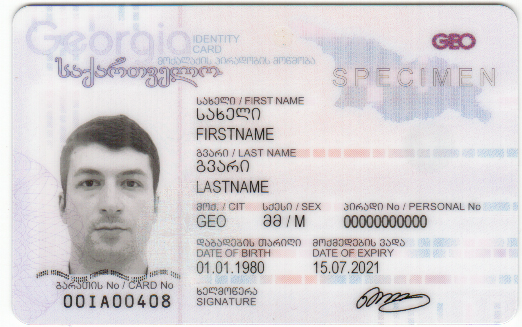 Georgia IDENTITY
CARD
საქართველო მოქალაქის პირადობის მოწმობა
GEO
SPECIMEN
სახელი / FIRST NAME
სახელი
FIRSTNAME
გვარი / LAST NAME
გვარი
LASTNAME
მოქ. / CIT სქესი / SEX პირადი No / PERSONAL No
GEO მმ / M 00000000000
დაბადების თარიღი მოქმედების ვადა
DATE OF BIRTH DATE OF EXPIRY
01.01.1980 15.07.2021
ბარათის No / CARD No
00IA00408
ხელმოწერა
SIGNATURE